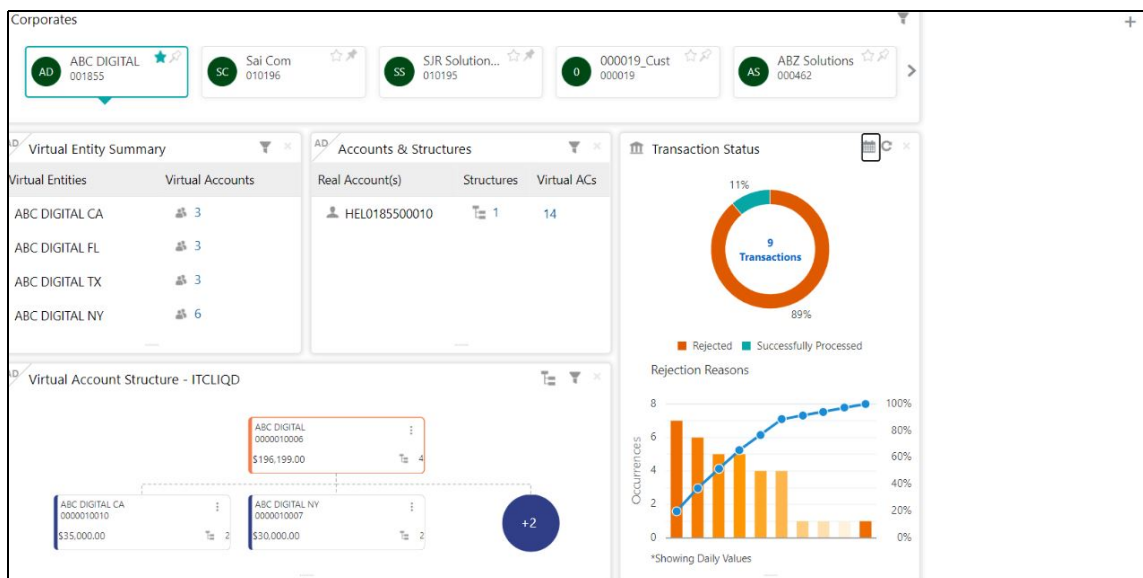 Corporates
+
AD
ABC DIGITAL
001855
SC
Sai Com
010196
SS
SJR Solution...
010195
0
000019_Cust
000019
AS
ABZ Solutions
000462
AD
Virtual Entity Summary
Virtual Entities Virtual Accounts
ABC DIGITAL CA 3
ABC DIGITAL FL 3
ABC DIGITAL TX 3
ABC DIGITAL NY 6
AD
Accounts & Structures
Real Account(s) Structures Virtual ACs
HEL0185500010 1 14
Transaction Status
11%
9
Transactions
89%
Rejected Successfully Processed
Rejection Reasons
Occurrences
8
6
4
2
0
100%
80%
60%
40%
20%
0%
*Showing Daily Values
AD
Virtual Account Structure - ITCLIQD
ABC DIGITAL
0000010006
$196,199.00 4
ABC DIGITAL CA
0000010010
$35,000.00 2
ABC DIGITAL NY
0000010007
$30,000.00 2
+2